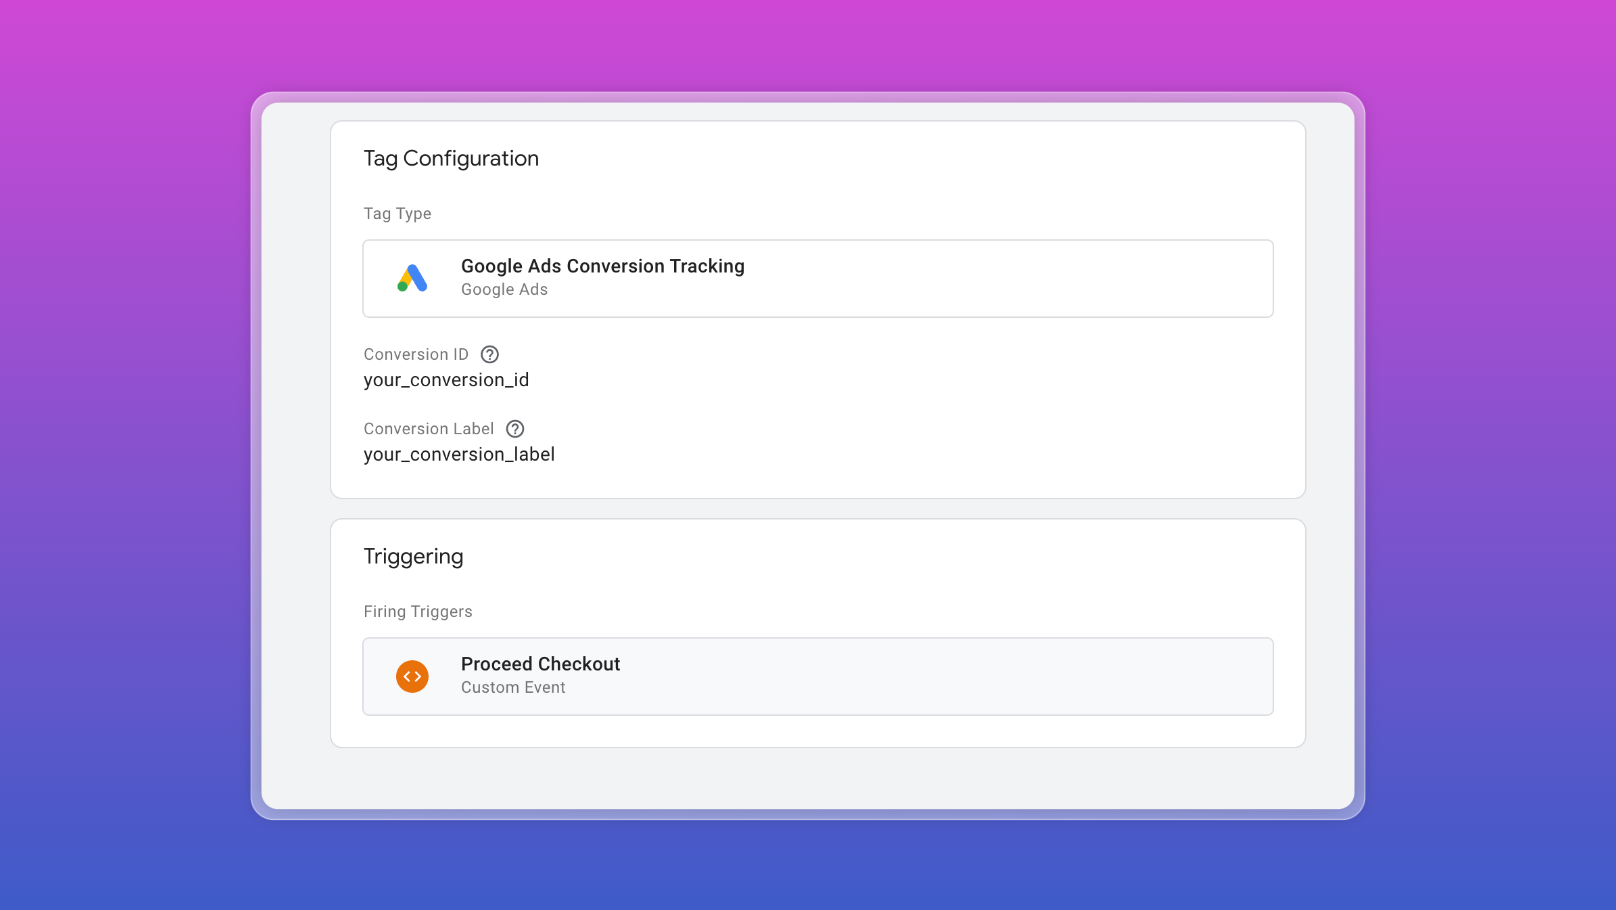 Tag Configuration
Tag Type
Google Ads Conversion Tracking
Google Ads
Conversion ID
your_conversion_id
Conversion Label
your_conversion_label
Triggering
Firing Triggers
Proceed Checkout
Custom Event